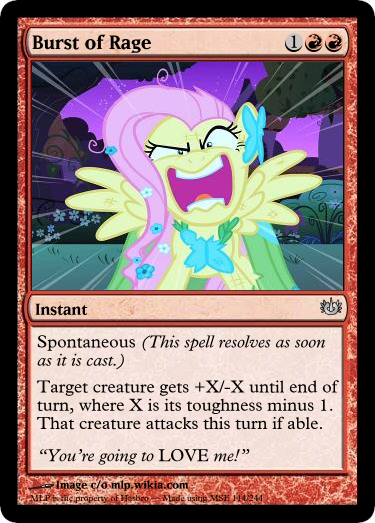 Burst of Rage 1
Instant
Spontaneous (This spell resolves as soon
as it is cast.)
Target creature gets +X/-X until end of
turn, where X is its toughness minus 1.
That creature attacks this turn if able.
“You’re going to LOVE me!”
Image c/o mlp.wikia.com
MLP is the property of Hasbro — Made using MSE 114/244